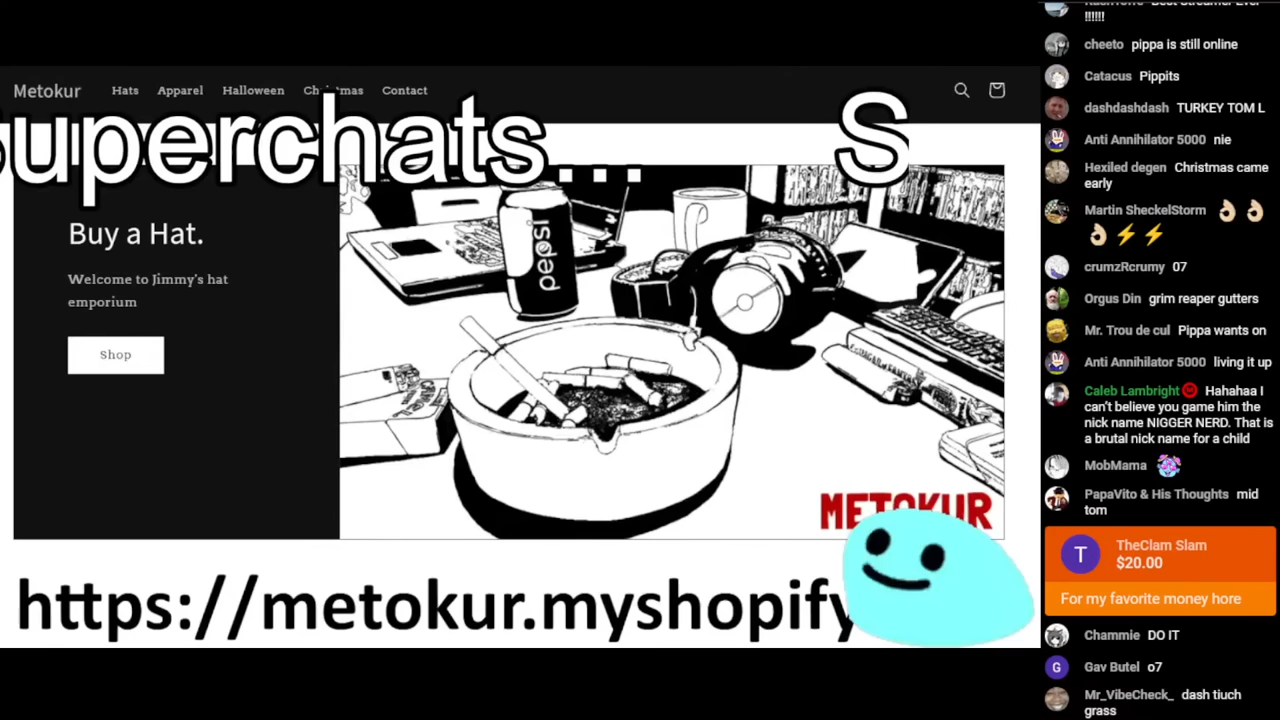 Metokur Hats Apparel Halloween Christmas Contact
Superchats... S
Buy a Hat.
Welcome to Jimmy's hat
emporium
Shop
pepsi
METOKUR
https://metokur.myshopify
!!!!!!
cheeto pippa is still online
Catacus Pippits
dashdashdash TURKEY TOM L
Anti Annihilator 5000 nie
Hexiled degen Christmas came
early
Martin SheckelStorm 👌🏻 👌🏻
👌🏻 ⚡ ⚡
crumzRcrumy 07
Orgus Din grim reaper gutters
Mr. Trou de cul Pippa wants on
Anti Annihilator 5000 living it up
Caleb Lambright Hahahaa I
can't believe you game him the
nick name NIGGER NERD. That is
a brutal nick name for a child
MobMama
PapaVito & His Thoughts mid
tom
T TheClam Slam
$20.00
For my favorite money hore
Chammie DO IT
G Gav Butel o7
Mr_VibeCheck_ dash tiuch
grass